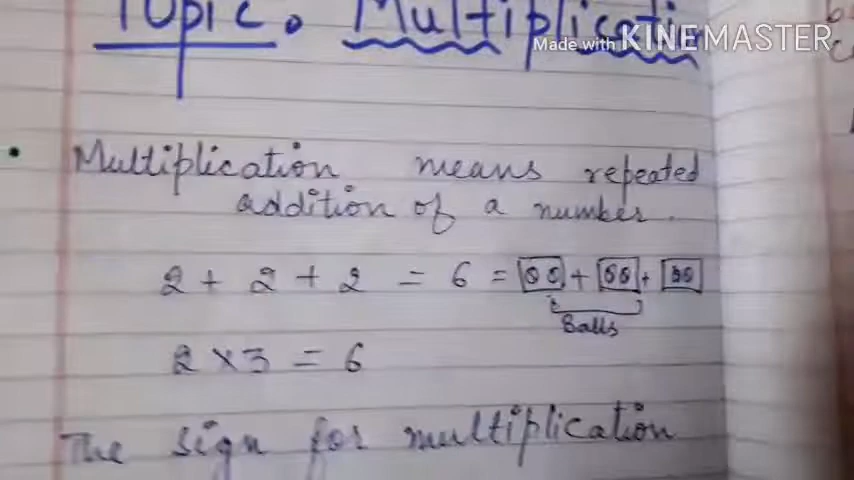 Topic. Multiplicatio
Made with KINEMASTER
Multiplication means repeated
addition of a number.
2 + 2 + 2 = 6 = + +
Balls
2 × 3 = 6
The sign for multiplication